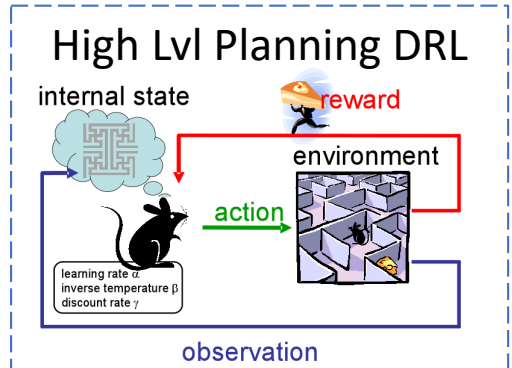 High Lvl Planning DRL
internal state
reward
environment
action
learning rate α
inverse temperature β
discount rate γ
observation